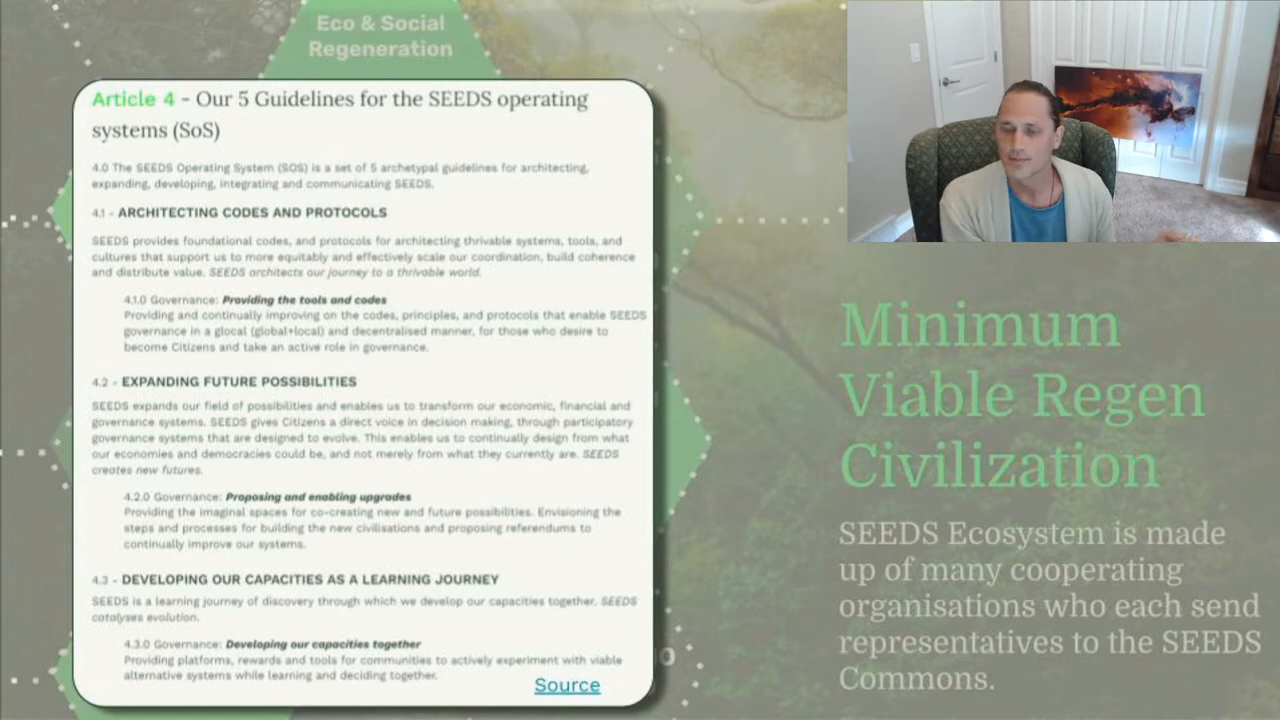 Eco & Social
Regeneration
Article 4 - Our 5 Guidelines for the SEEDS operating
systems (SoS)
4.0 The SEEDS Operating System (SOS) is a set of 5 archetypal guidelines for architecting,
expanding, developing, integrating and communicating SEEDS.
4.1 - ARCHITECTING CODES AND PROTOCOLS
SEEDS provides foundational codes, and protocols for architecting thrivable systems, tools, and
cultures that support us to more equitably and effectively scale our coordination, build coherence
and distribute value. SEEDS architects our journey to a thrivable world.
4.1.0 Governance: Providing the tools and codes
Providing and continually improving on the codes, principles, and protocols that enable SEEDS
governance in a glocal (global+local) and decentralised manner, for those who desire to
become Citizens and take an active role in governance.
4.2 - EXPANDING FUTURE POSSIBILITIES
SEEDS expands our field of possibilities and enables us to transform our economic, financial and
governance systems. SEEDS gives Citizens a direct voice in decision making, through participatory
governance systems that are designed to evolve. This enables us to continually design from what
our economies and democracies could be, and not merely from what they currently are. SEEDS
creates new futures.
4.2.0 Governance: Proposing and enabling upgrades
Providing the imaginal spaces for co-creating new and future possibilities. Envisioning the
steps and processes for building the new civilisations and proposing referendums to
continually improve our systems.
4.3 - DEVELOPING OUR CAPACITIES AS A LEARNING JOURNEY
SEEDS is a learning journey of discovery through which we develop our capacities together. SEEDS
catalyses evolution.
4.3.0 Governance: Developing our capacities together
Providing platforms, rewards and tools for communities to actively experiment with viable
alternative systems while learning and deciding together.
Source
Minimum
Viable Regen
Civilization
SEEDS Ecosystem is made
up of many cooperating
organisations who each send
representatives to the SEEDS
Commons.